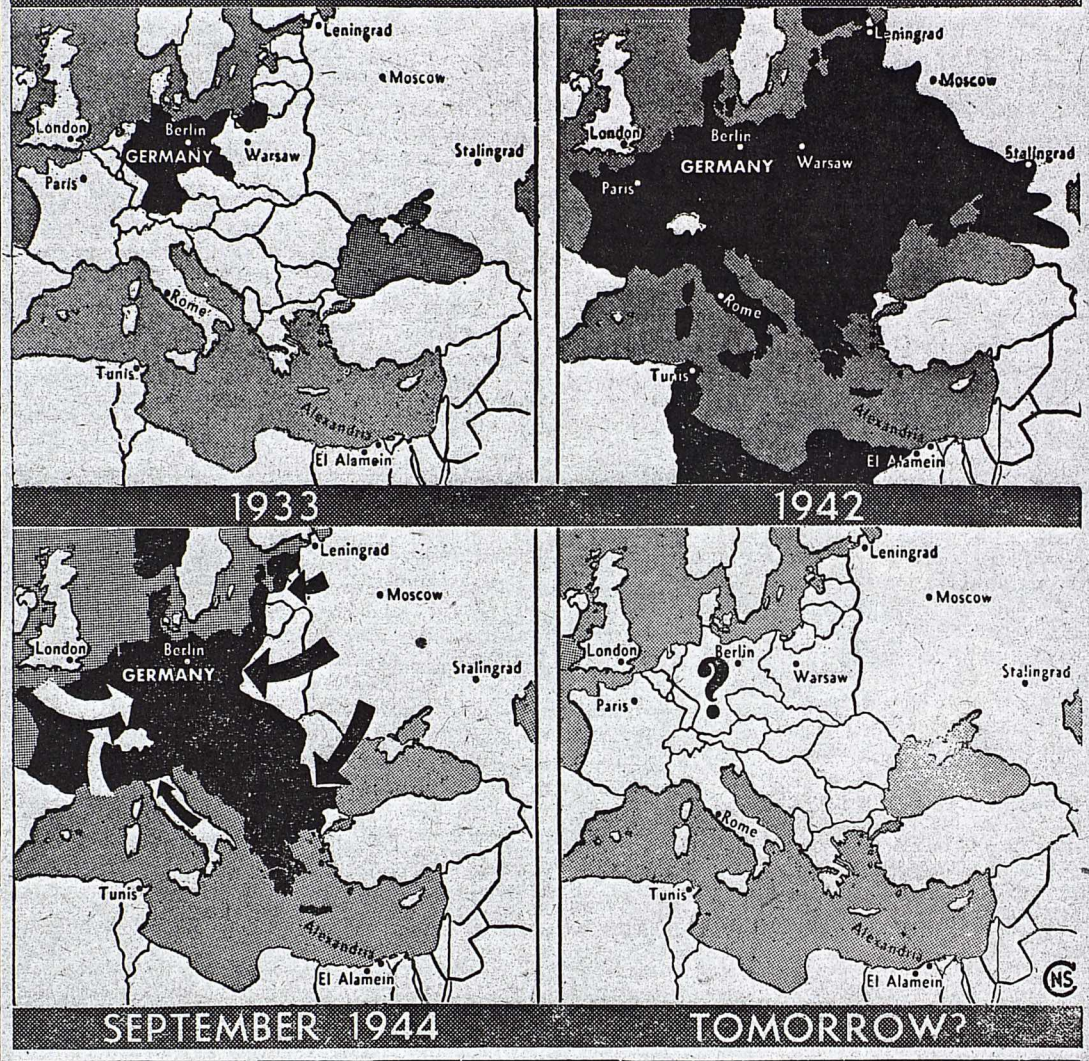 Leningrad
Moscow
London
Berlin
GERMANY
Warsaw
Stalingrad
Paris
Rome
Tunis
Alexandria
El Alamein
1933
Leningrad
Moscow
London
Berlin
GERMANY
Warsaw
Stalingrad
Paris
Rome
Tunis
Alexandria
El Alamein
1942
Leningrad
Moscow
London
Berlin
GERMANY
Stalingrad
Tunis
Alexandria
El Alamein
SEPTEMBER, 1944
Leningrad
Moscow
London
Berlin
?
Warsaw
Stalingrad
Paris
Rome
Tunis
Alexandria
El Alamein
CNS
TOMORROW?